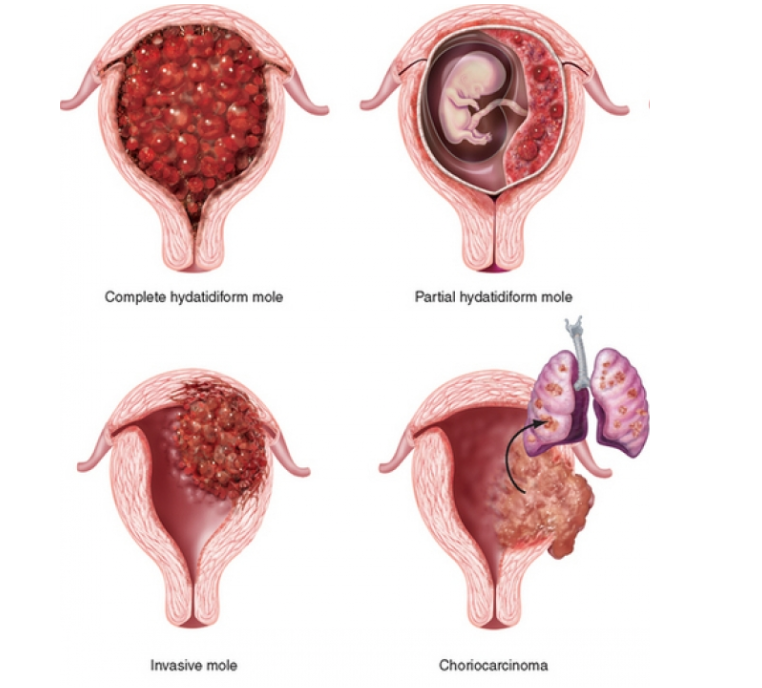 Complete hydatidiform mole
Partial hydatidiform mole
Invasive mole
Choriocarcinoma